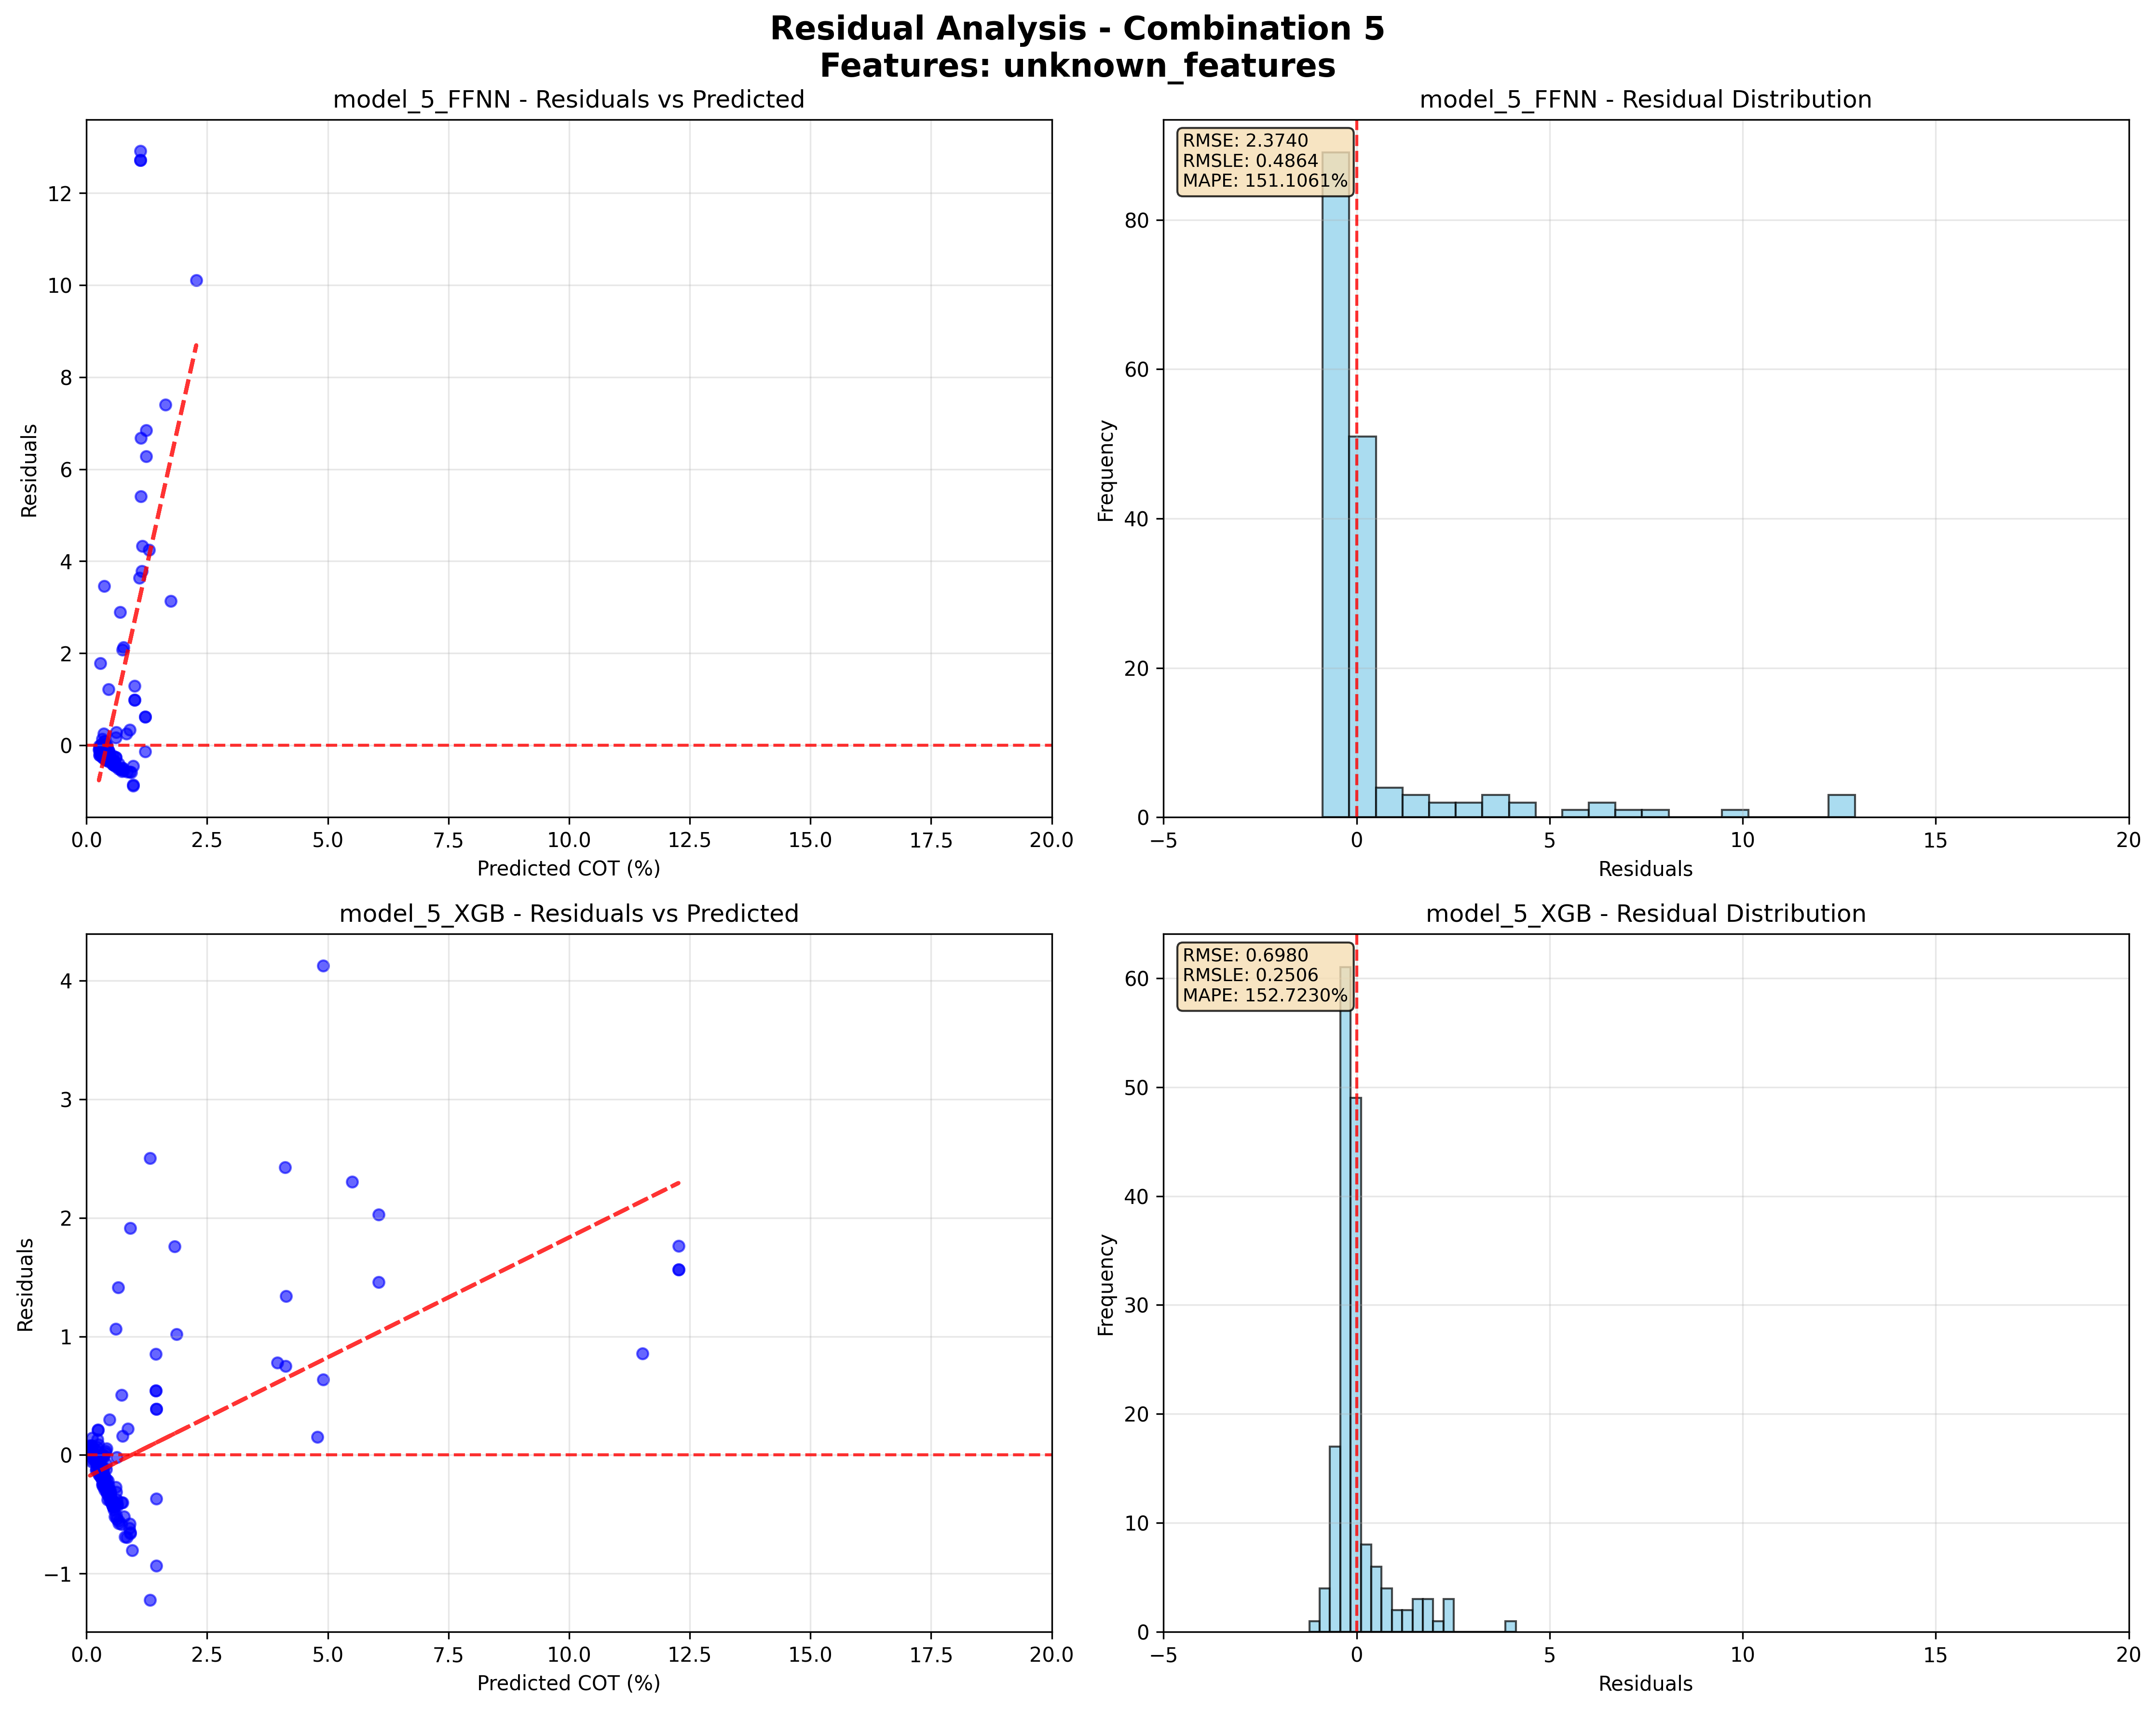 Residual Analysis - Combination 5
Features: unknown_features
model_5_FFNN - Residuals vs Predicted
12
10
8
6
4
2
0
Residuals
0.0 2.5 5.0 7.5 10.0 12.5 15.0 17.5 20.0
Predicted COT (%)
model_5_FFNN - Residual Distribution
RMSE: 2.3740
RMSLE: 0.4864
MAPE: 151.1061%
80
60
40
20
0
Frequency
−5 0 5 10 15 20
Residuals
model_5_XGB - Residuals vs Predicted
4
3
2
1
0
−1
Residuals
0.0 2.5 5.0 7.5 10.0 12.5 15.0 17.5 20.0
Predicted COT (%)
model_5_XGB - Residual Distribution
RMSE: 0.6980
RMSLE: 0.2506
MAPE: 152.7230%
60
50
40
30
20
10
0
Frequency
−5 0 5 10 15 20
Residuals